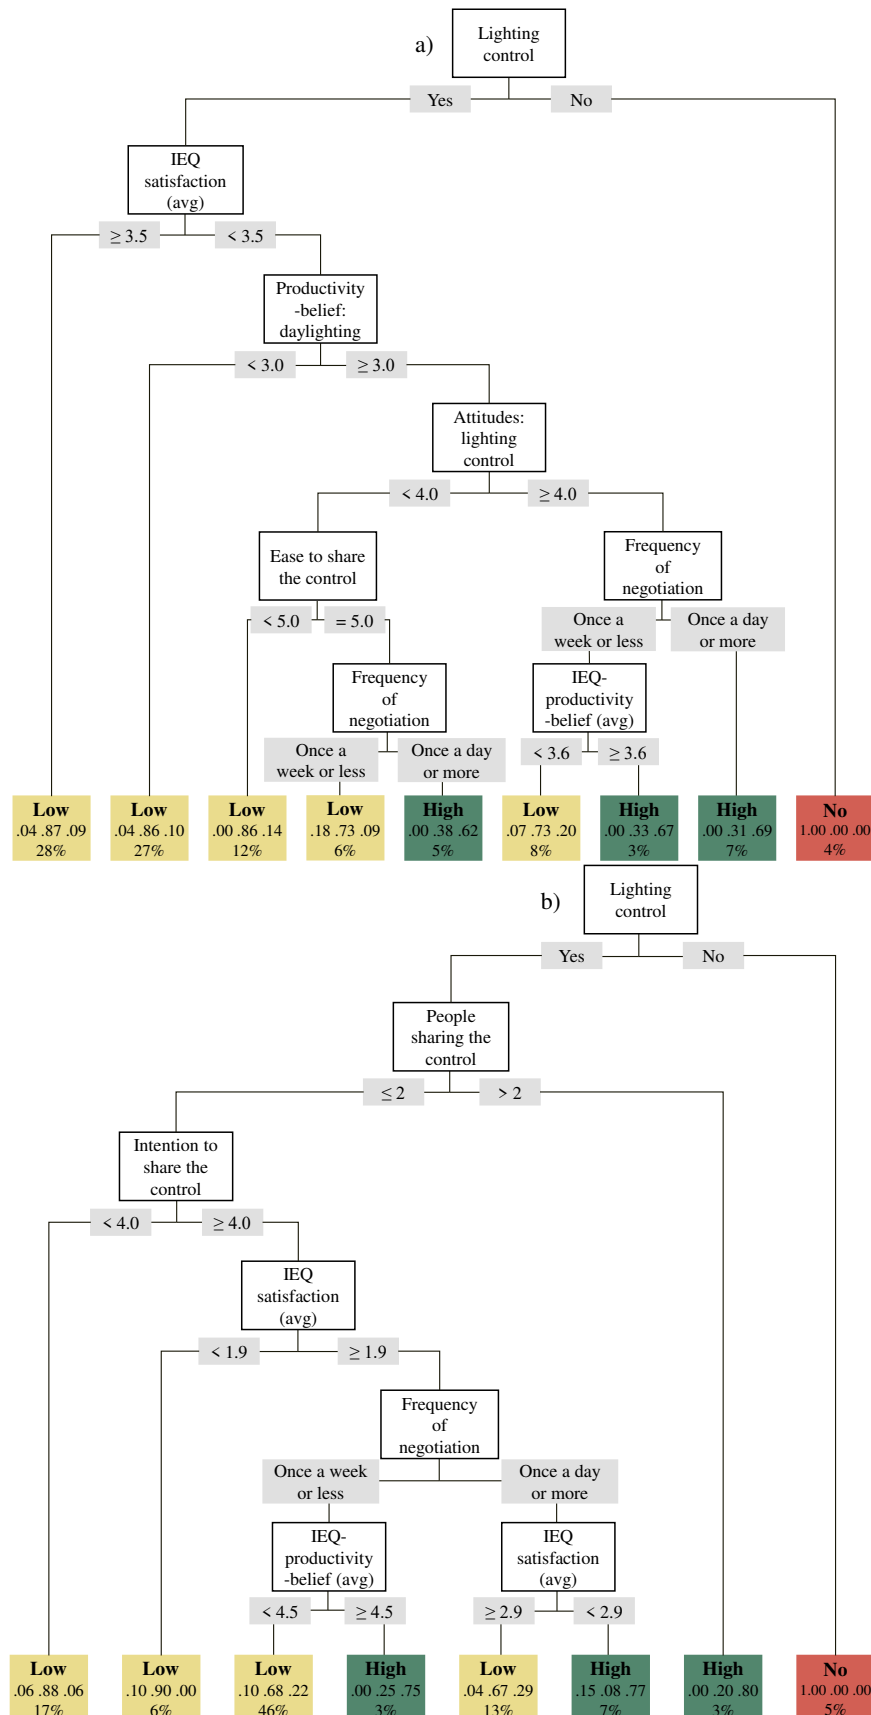 a)
Lighting
control
Yes
No
IEQ
satisfaction
(avg)
≥ 3.5
< 3.5
Productivity
-belief:
daylighting
< 3.0
≥ 3.0
Attitudes:
lighting
control
< 4.0
≥ 4.0
Ease to share
the control
Frequency
of
negotiation
< 5.0
= 5.0
Once a
week or less
Once a day
or more
Frequency
of
negotiation
IEQ-
productivity
-belief (avg)
Once a
week or less
Once a day
or more
< 3.6
≥ 3.6
Low
.04 .87 .09
28%
Low
.04 .86 .10
27%
Low
.00 .86 .14
12%
Low
.18 .73 .09
6%
High
.00 .38 .62
5%
Low
.07 .73 .20
8%
High
.00 .33 .67
3%
High
.00 .31 .69
7%
No
1.00 .00 .00
4%
b)
Lighting
control
Yes
No
People
sharing the
control
≤ 2
> 2
Intention to
share the
control
< 4.0
≥ 4.0
IEQ
satisfaction
(avg)
< 1.9
≥ 1.9
Frequency
of
negotiation
Once a week
or less
Once a day
or more
IEQ-
productivity
-belief (avg)
IEQ
satisfaction
(avg)
< 4.5
≥ 4.5
≥ 2.9
< 2.9
Low
.06 .88 .06
17%
Low
.10 .90 .00
6%
Low
.10 .68 .22
46%
High
.00 .25 .75
3%
Low
.04 .67 .29
13%
High
.15 .08 .77
7%
High
.00 .20 .80
3%
No
1.00 .00 .00
5%